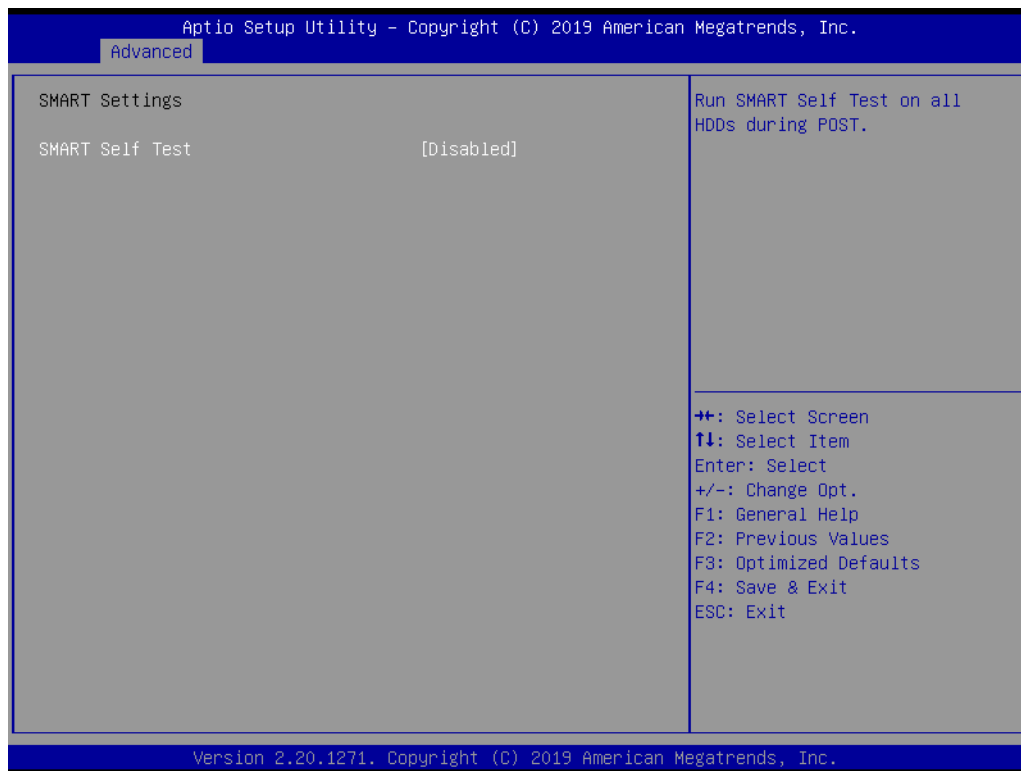 Aptio Setup Utility – Copyright (C) 2019 American Megatrends, Inc.
Advanced
SMART Settings
SMART Self Test [Disabled]
Run SMART Self Test on all
HDDs during POST.
→←: Select Screen
↑↓: Select Item
Enter: Select
+/-: Change Opt.
F1: General Help
F2: Previous Values
F3: Optimized Defaults
F4: Save & Exit
ESC: Exit
Version 2.20.1271. Copyright (C) 2019 American Megatrends, Inc.